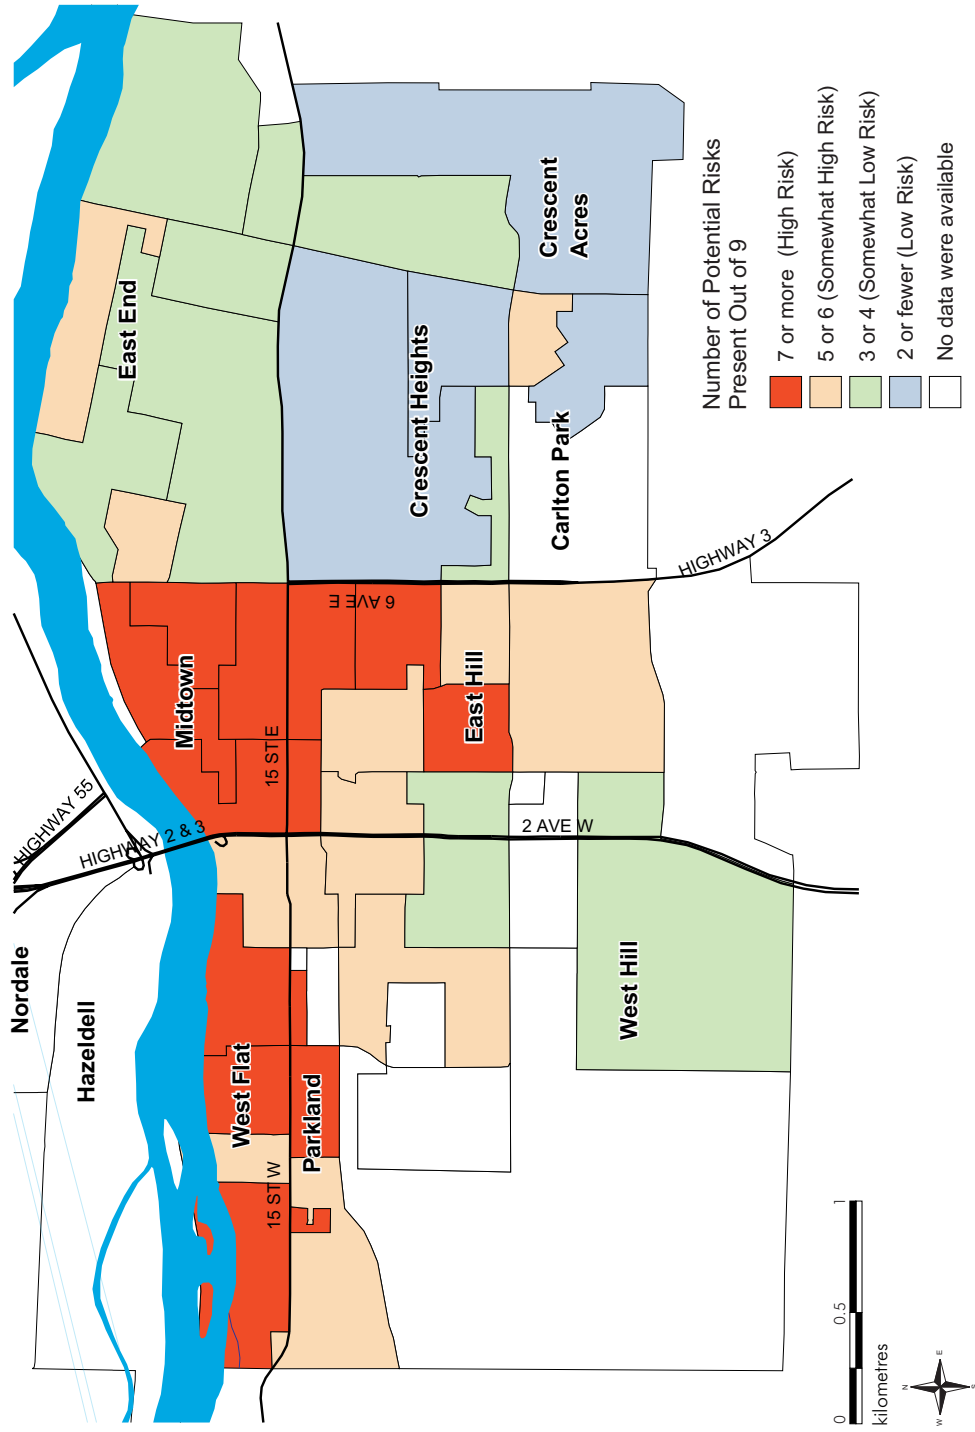 Nordale
Hazeldell
HIGHWAY 55
HIGHWAY 2 & 3
West Flat
15 ST W
Parkland
Midtown
15 ST E
6 AVE E
East End
East Hill
2 AVE W
West Hill
Crescent Heights
Carlton Park
Crescent
Acres
HIGHWAY 3
Number of Potential Risks
Present Out of 9
7 or more (High Risk)
5 or 6 (Somewhat High Risk)
3 or 4 (Somewhat Low Risk)
2 or fewer (Low Risk)
No data were available
0 0.5 1
kilometres
N
W E
S